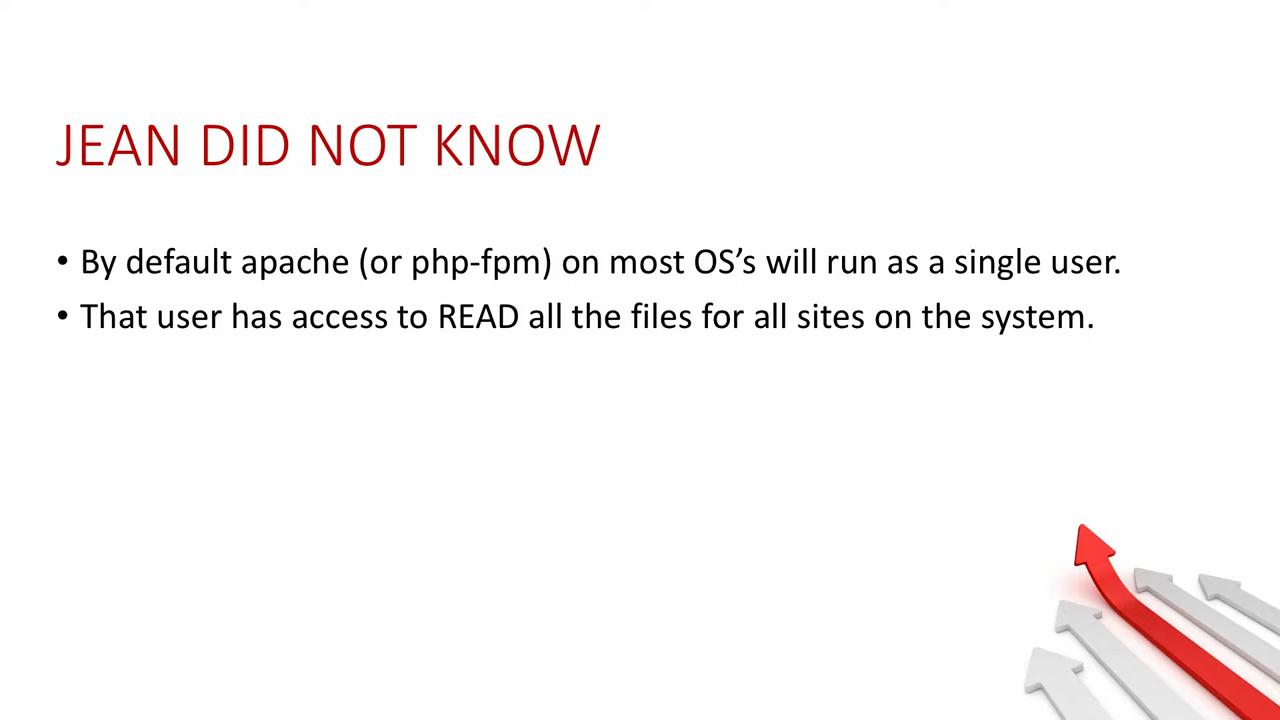 JEAN DID NOT KNOW
• By default apache (or php-fpm) on most OS’s will run as a single user.
• That user has access to READ all the files for all sites on the system.